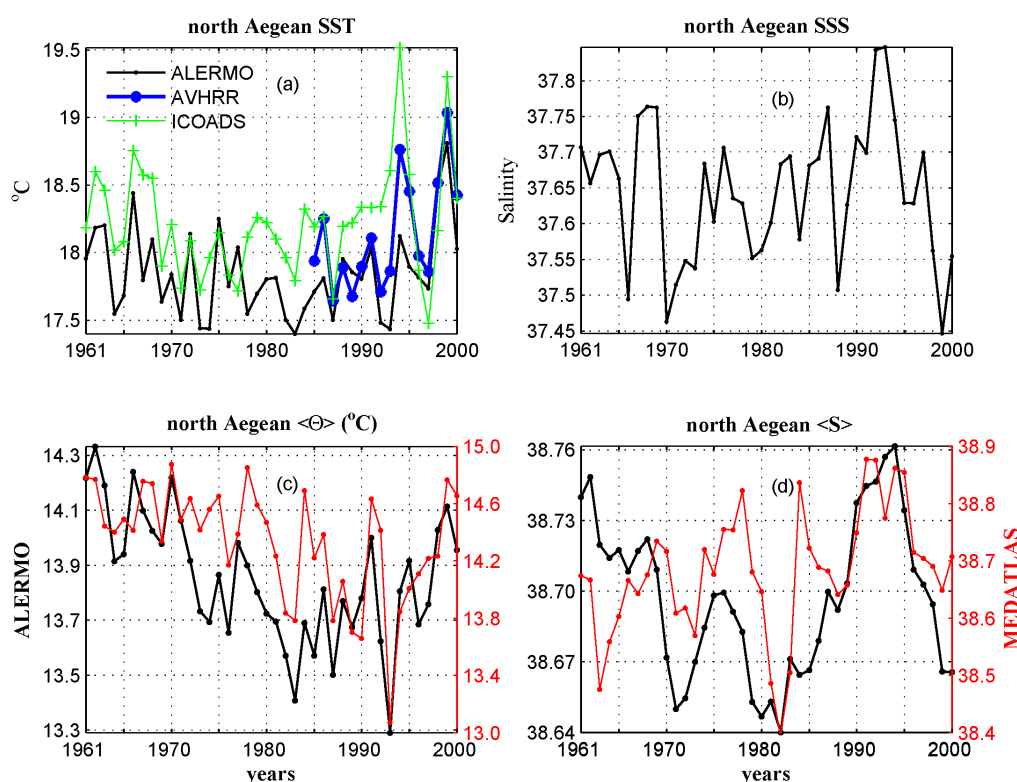 north Aegean SST
19.5
19
18.5
18
17.5
°C
ALERMO
AVHRR
ICOADS
(a)
1961 1970 1980 1990 2000
north Aegean SSS
37.8
37.75
37.7
37.65
37.6
37.55
37.5
37.45
Salinity
(b)
1961 1970 1980 1990 2000
north Aegean <Θ> (°C)
14.3
14.1
13.9
13.7
13.5
13.3
ALERMO
(c)
15.0
14.6
14.2
13.8
13.4
13.0
1961 1970 1980 1990 2000
years
north Aegean <S>
38.76
38.73
38.70
38.67
38.64
(d)
38.9
38.8
38.7
38.6
38.5
38.4
MEDATLAS
1961 1970 1980 1990 2000
years